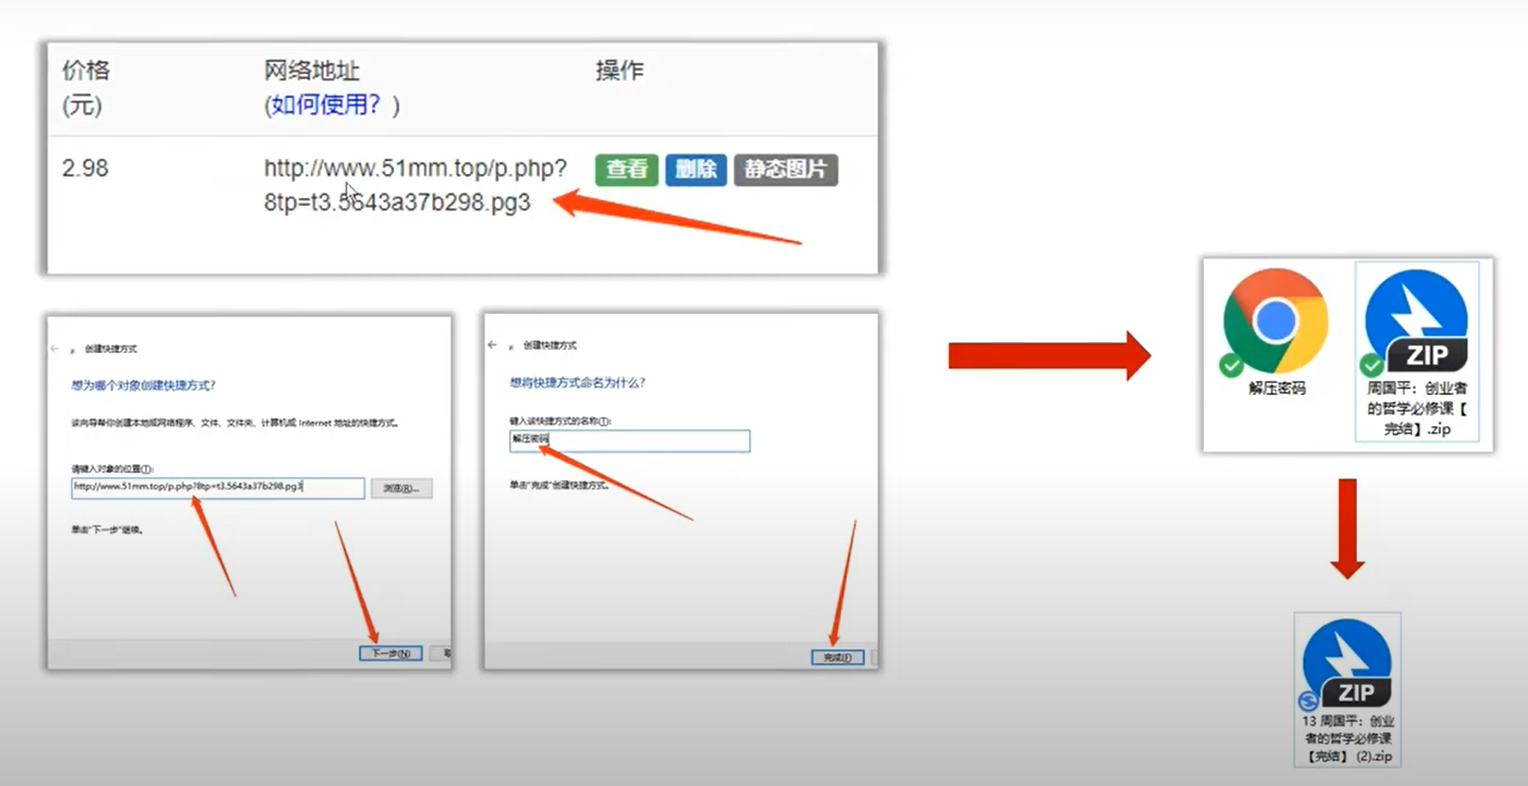 价格
(元)
网络地址
(如何使用？)
操作
2.98
http://www.51mm.top/p.php?
8tp=t3.5643a37b298.pg3
查看
删除
静态图片
创建快捷方式
想为哪个对象创建快捷方式?
该向导帮你创建本地或网络程序、文件、文件夹、计算机或 Internet 地址的快捷方式。
请键入对象的位置(T):
http://www.51mm.top/p.php?8tp=t3.5643a37b298.pg3
浏览(R)...
单击"下一步"继续。
下一步(N)
创建快捷方式
想将快捷方式命名为什么?
键入该快捷方式的名称(T):
解压密码
单击"完成"创建快捷方式。
完成(F)
解压密码
ZIP
周国平：创业者
的哲学必修课【
完结】.zip
ZIP
13 周国平：创业
者的哲学必修课
【完结】 (2).zip